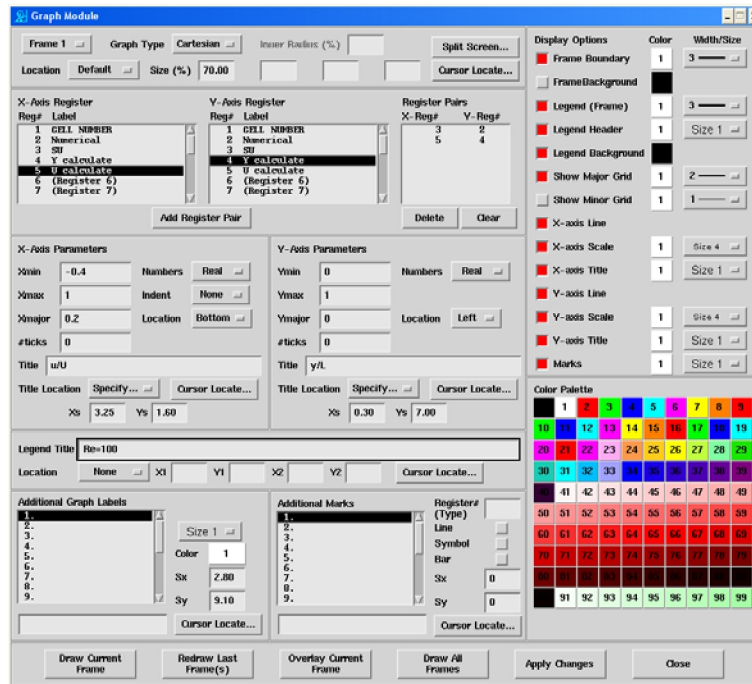 Graph Module
Frame 1 Graph Type Cartesian Inner Radius (%) Split Screen...
Location Default Size (%) 70.00 Cursor Locate...
X-Axis Register
Reg# Label
1 CELL NUMBER
2 Numerical
3 SU
4 Y calculate
5 U calculate
6 (Register 6)
7 (Register 7)
Y-Axis Register
Reg# Label
1 CELL NUMBER
2 Numerical
3 SU
4 Y calculate
5 U calculate
6 (Register 6)
7 (Register 7)
Register Pairs
X-Reg# Y-Reg#
3 2
5 4
Add Register Pair Delete Clear
X-Axis Parameters
Xmin -0.4 Numbers Real
Xmax 1 Indent None
Xmajor 0.2 Location Bottom
#ticks 0
Title u/U
Title Location Specify... Cursor Locate...
Xs 3.25 Ys 1.60
Y-Axis Parameters
Ymin 0 Numbers Real
Ymax 1
Ymajor 0 Location Left
#ticks 0
Title y/L
Title Location Specify... Cursor Locate...
Xs 0.30 Ys 7.00
Legend Title Re=100
Location None X1 Y1 X2 Y2 Cursor Locate...
Additional Graph Labels
1.
2.
3.
4.
5.
6.
7.
8.
9.
Size 1
Color 1
Sx 2.80
Sy 9.10
Cursor Locate...
Additional Marks
1.
2.
3.
4.
5.
6.
7.
8.
9.
Register#
(Type)
Line
Symbol
Bar
Sx 0
Sy 0
Cursor Locate...
Display Options Color Width/Size
Frame Boundary 1 3
FrameBackground
Legend (Frame) 1 3
Legend Header 1 Size 1
Legend Background
Show Major Grid 1 2
Show Minor Grid 1 1
X-axis Line
X-axis Scale 1 Size 4
X-axis Title 1 Size 1
Y-axis Line
Y-axis Scale 1 Size 4
Y-axis Title 1 Size 1
Marks 1 Size 1
Color Palette
1 2 3 4 5 6 7 8 9
10 11 12 13 14 15 16 17 18 19
20 21 22 23 24 25 26 27 28 29
30 31 32 33 34 35 36 37 38 39
41 42 43 44 45 46 47 48 49
50 51 52 53 54 55 56 57 58 59
60 61 62 63 64 65 66 67 68 69
70 71 72 73 74 75 76 77 78 79
91 92 93 94 95 96 97 98 99
Draw Current Frame Redraw Last Frame(s) Overlay Current Frame Draw All Frames Apply Changes Close